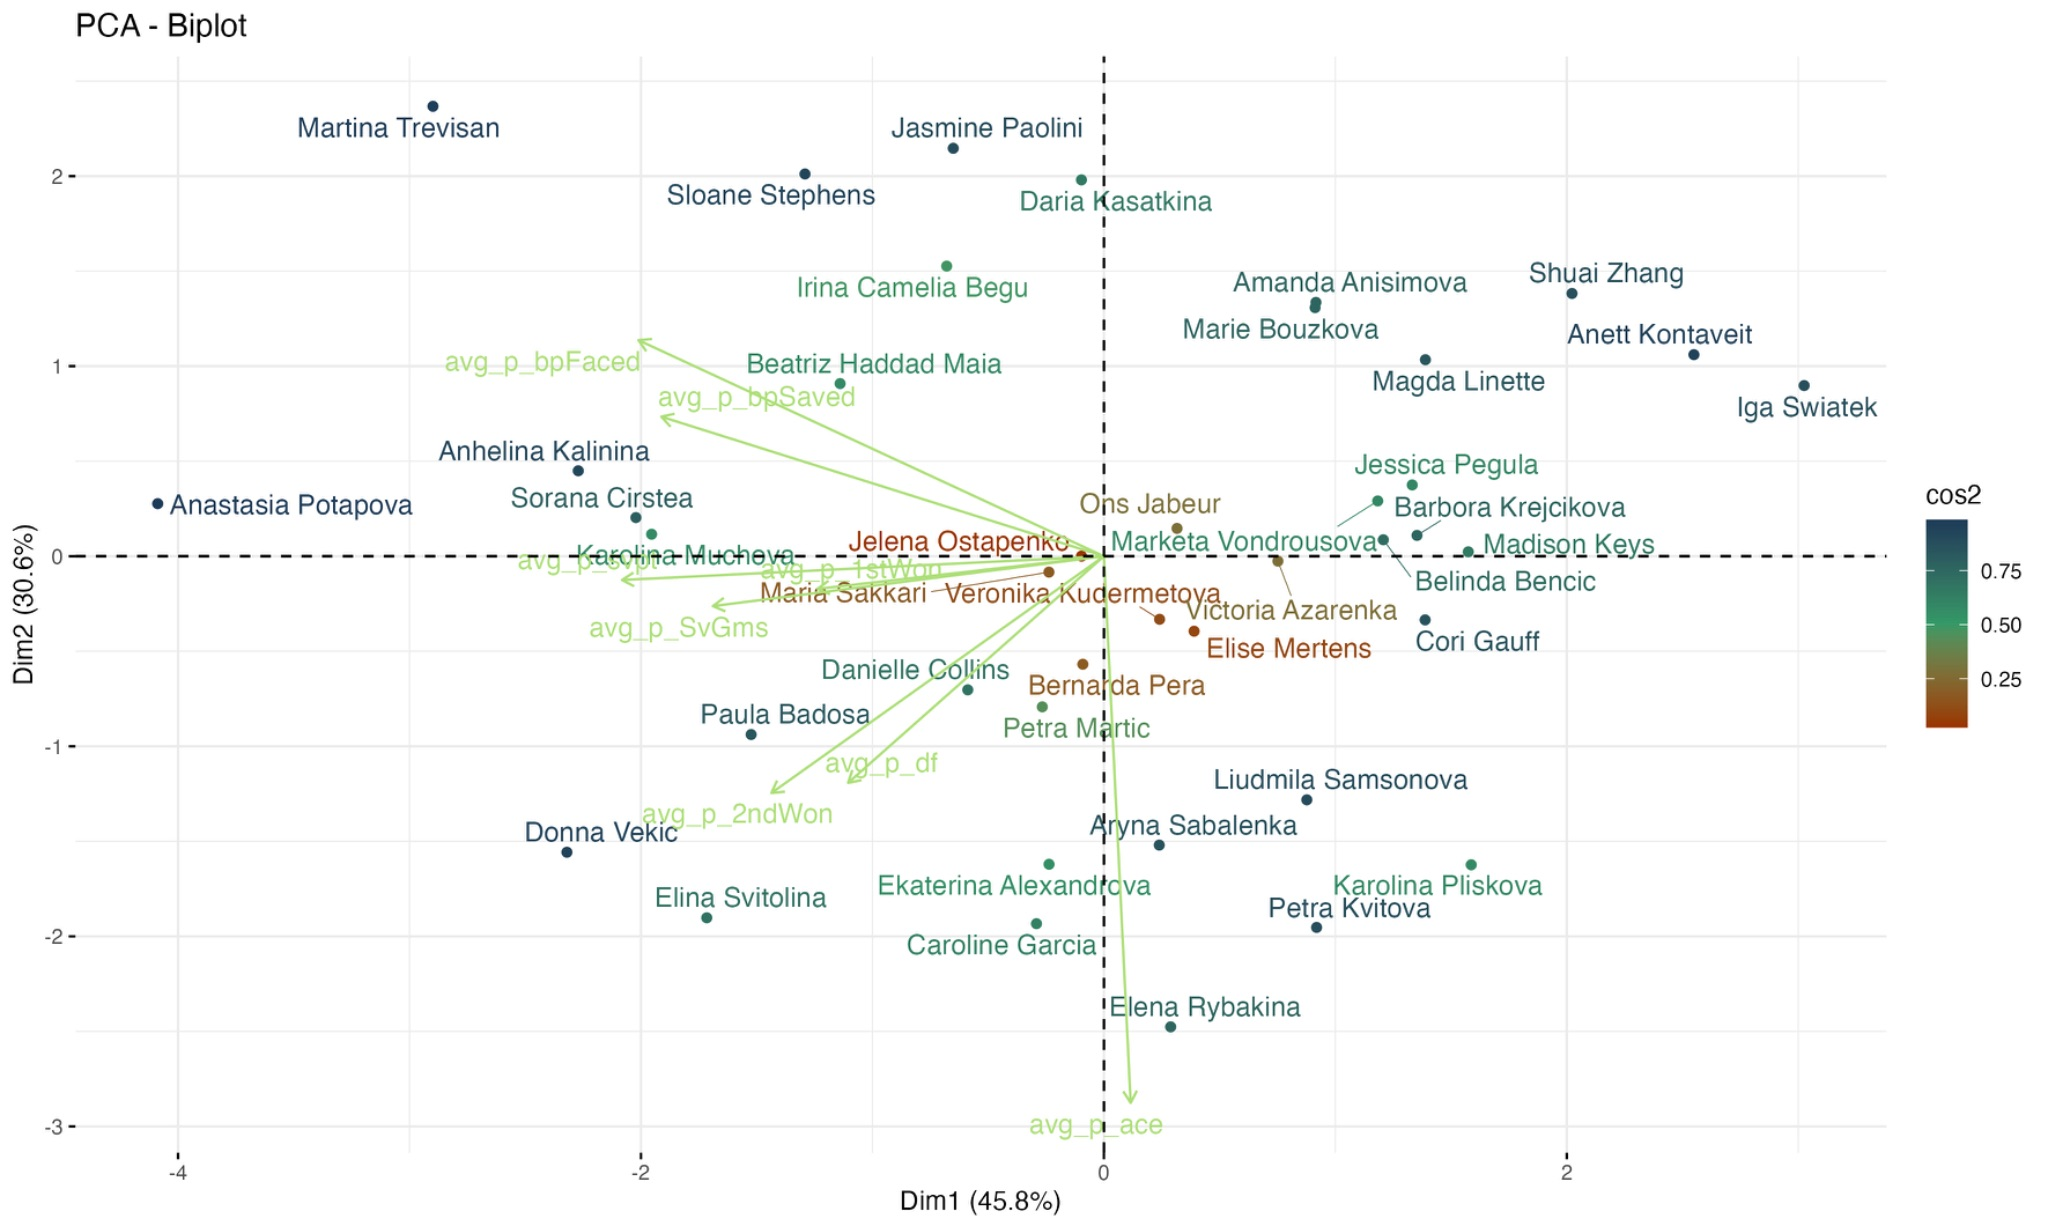 PCA - Biplot
Martina Trevisan
Jasmine Paolini
Sloane Stephens
Daria Kasatkina
Irina Camelia Begu
Amanda Anisimova
Shuai Zhang
Marie Bouzkova
Anett Kontaveit
avg_p_bpFaced
Beatriz Haddad Maia
Magda Linette
avg_p_bpSaved
Iga Swiatek
Anhelina Kalinina
Jessica Pegula
Sorana Cirstea
Anastasia Potapova
Ons Jabeur
Barbora Krejcikova
Jelena Ostapenko
Marketa Vondrousova
Madison Keys
Karolina Muchova
avg_p_svpt
avg_p_1stWon
Belinda Bencic
Maria Sakkari
Veronika Kudermetova
Victoria Azarenka
avg_p_SvGms
Cori Gauff
Elise Mertens
Danielle Collins
Bernarda Pera
Paula Badosa
Petra Martic
avg_p_df
Liudmila Samsonova
avg_p_2ndWon
Aryna Sabalenka
Donna Vekic
Ekaterina Alexandrova
Karolina Pliskova
Elina Svitolina
Petra Kvitova
Caroline Garcia
Elena Rybakina
avg_p_ace
2
1
0
-1
-2
-3
Dim2 (30.6%)
-4
-2
0
2
Dim1 (45.8%)
cos2
0.75
0.50
0.25